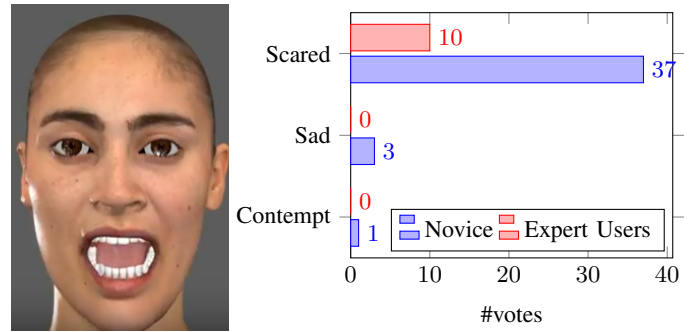 Scared
10
37
Sad
0
3
Contempt
0
1
Novice Expert Users
0 10 20 30 40
#votes